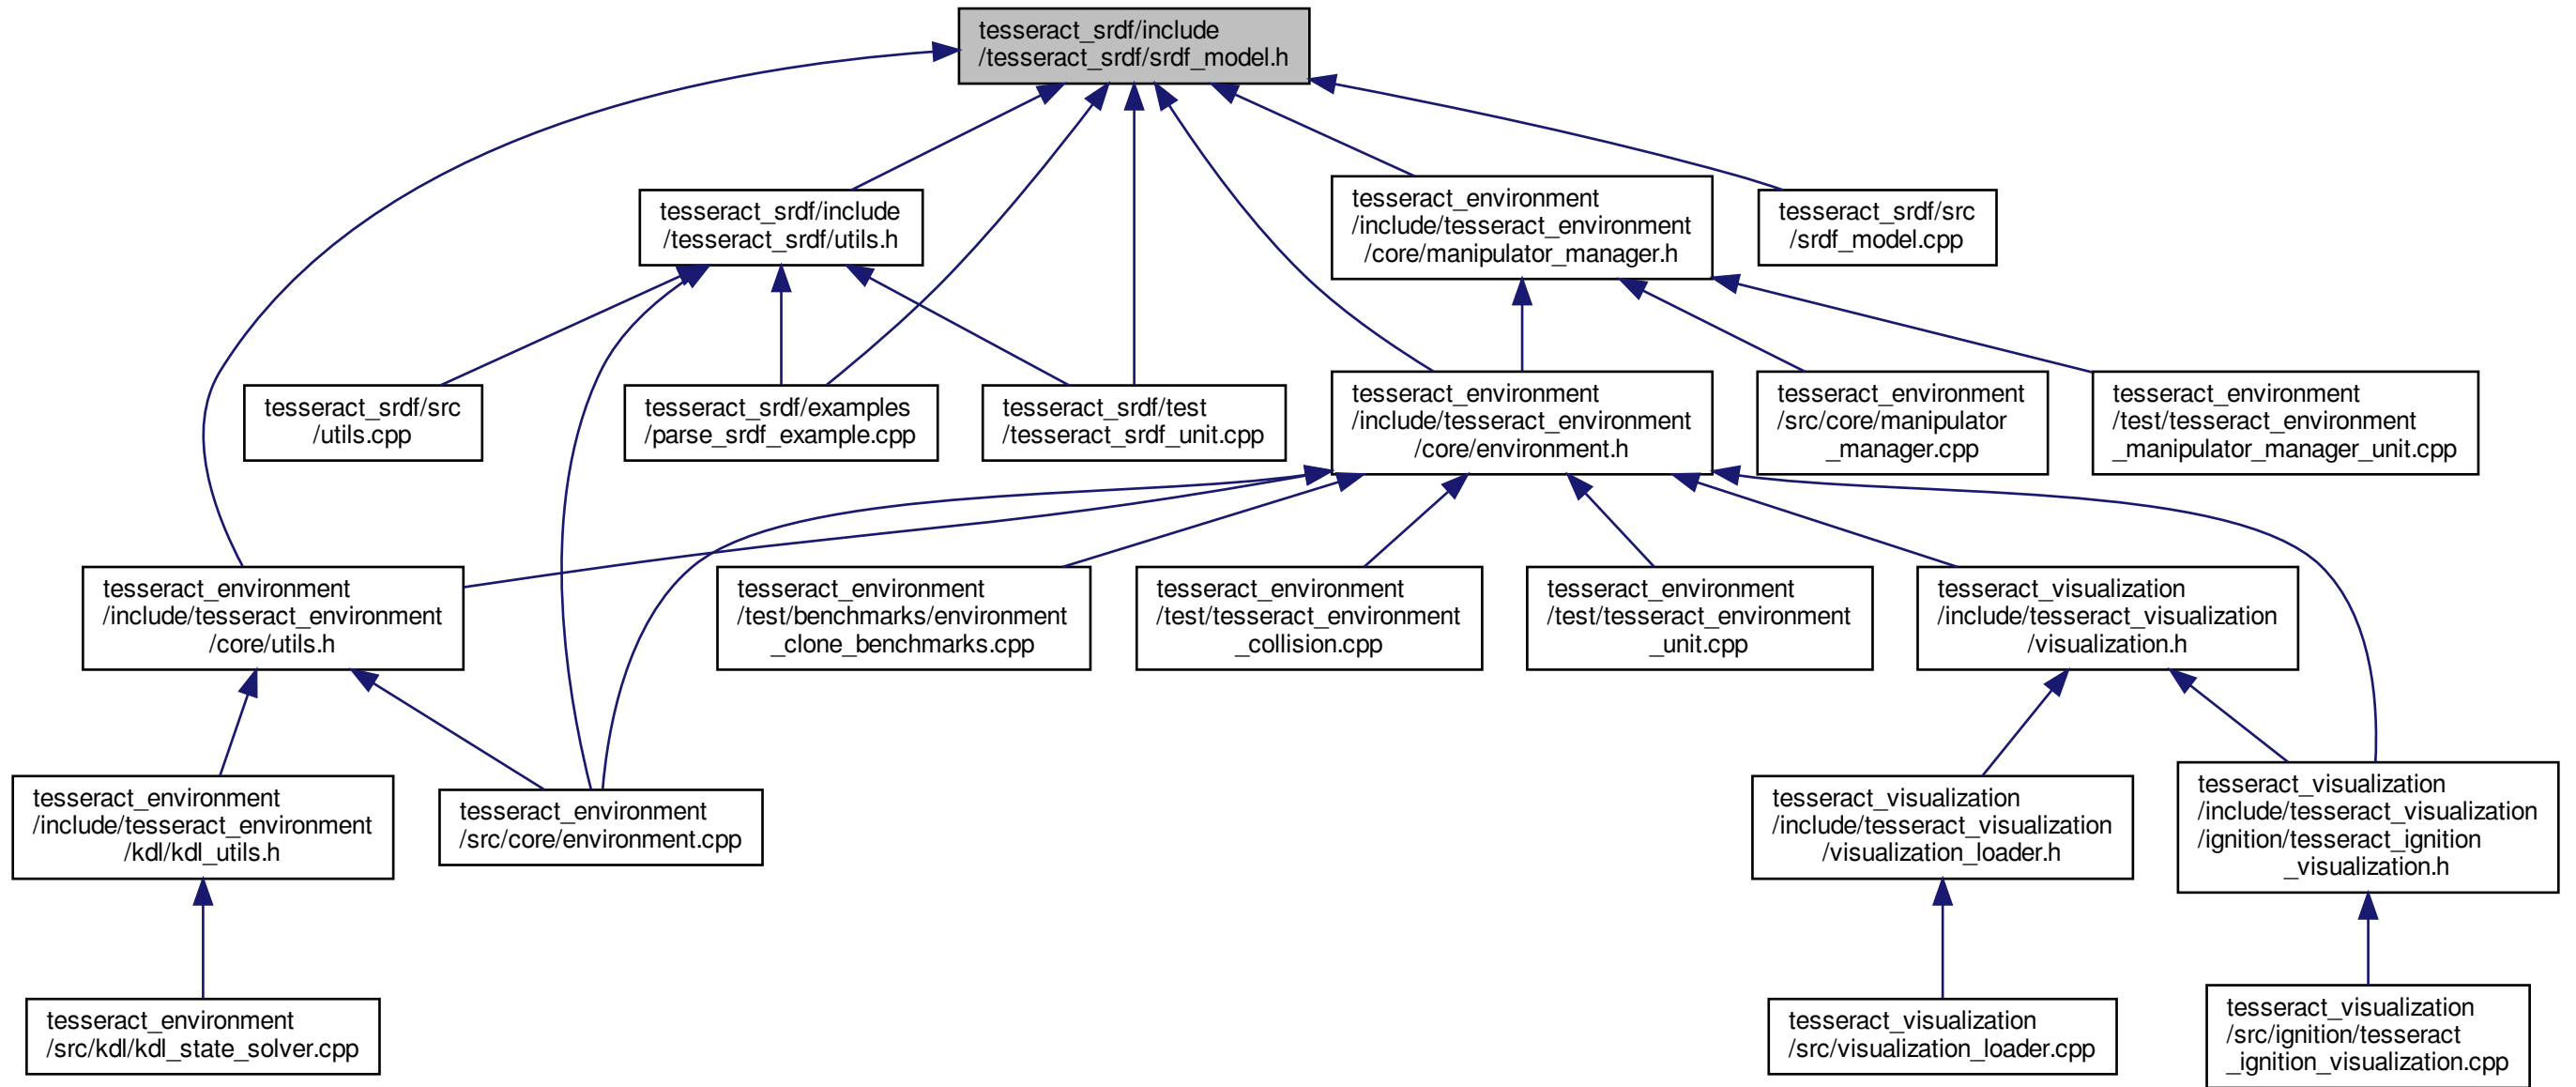 tesseract_srdf/include
/tesseract_srdf/srdf_model.h
tesseract_srdf/include
/tesseract_srdf/utils.h
tesseract_environment
/include/tesseract_environment
/core/manipulator_manager.h
tesseract_srdf/src
/srdf_model.cpp
tesseract_srdf/src
/utils.cpp
tesseract_srdf/examples
/parse_srdf_example.cpp
tesseract_srdf/test
/tesseract_srdf_unit.cpp
tesseract_environment
/include/tesseract_environment
/core/environment.h
tesseract_environment
/src/core/manipulator
_manager.cpp
tesseract_environment
/test/tesseract_environment
_manipulator_manager_unit.cpp
tesseract_environment
/include/tesseract_environment
/core/utils.h
tesseract_environment
/test/benchmarks/environment
_clone_benchmarks.cpp
tesseract_environment
/test/tesseract_environment
_collision.cpp
tesseract_environment
/test/tesseract_environment
_unit.cpp
tesseract_visualization
/include/tesseract_visualization
/visualization.h
tesseract_environment
/include/tesseract_environment
/kdl/kdl_utils.h
tesseract_environment
/src/core/environment.cpp
tesseract_visualization
/include/tesseract_visualization
/visualization_loader.h
tesseract_visualization
/include/tesseract_visualization
/ignition/tesseract_ignition
_visualization.h
tesseract_environment
/src/kdl/kdl_state_solver.cpp
tesseract_visualization
/src/visualization_loader.cpp
tesseract_visualization
/src/ignition/tesseract
_ignition_visualization.cpp